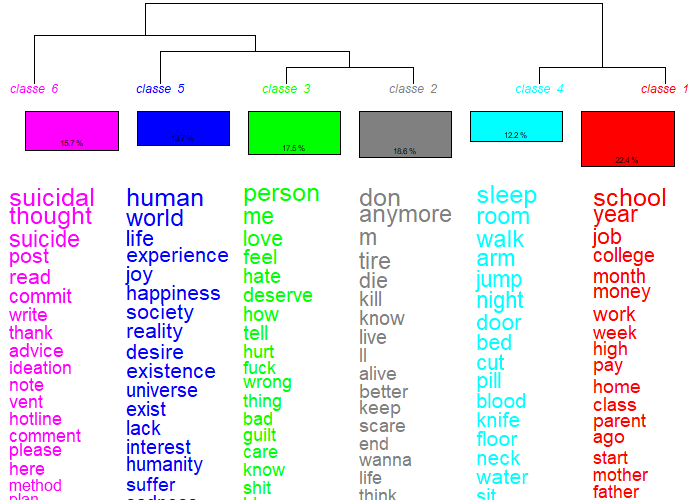 classe 6 classe 5 classe 3 classe 2 classe 4 classe 1
15.7 % 17.5 % 18.6 % 12.2 % 22.4 %
suicidal human person don sleep school
thought world me anymore room year
suicide life love m walk job
post experience feel tire arm college
read joy hate die jump month
commit happiness deserve kill night money
write society how know door work
thank reality tell live bed week
advice desire hurt ll cut high
ideation existence fuck alive pill pay
note universe wrong better blood home
vent exist thing keep knife class
hotline lack bad scare floor parent
comment interest guilt end neck ago
please humanity care wanna water start
here suffer know life sit mother
method shit think father
plan sadness